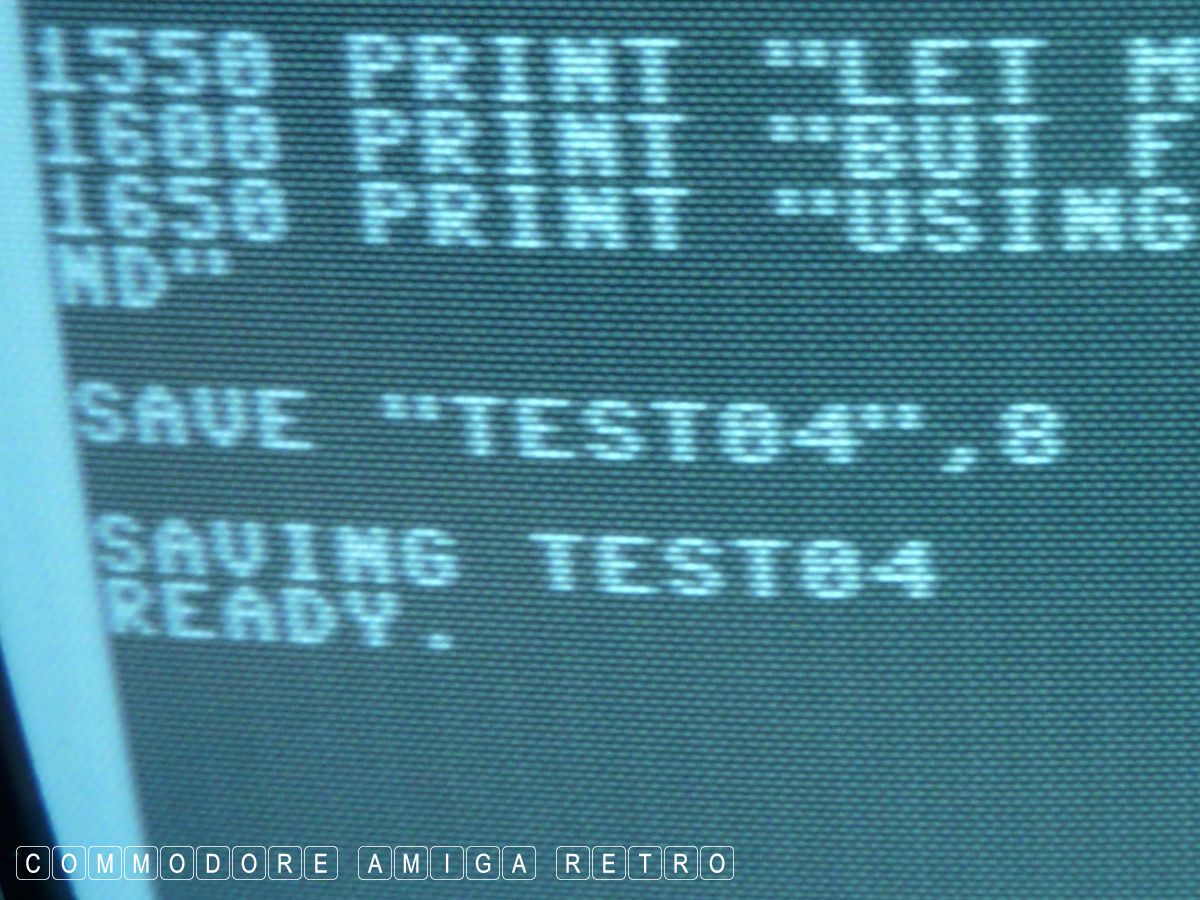 1550 PRINT "LET
1600 PRINT "BUT
1650 PRINT "USING
ND"
SAVE "TEST04",8
SAVING TEST04
READY.
COMMODORE AMIGA RETRO